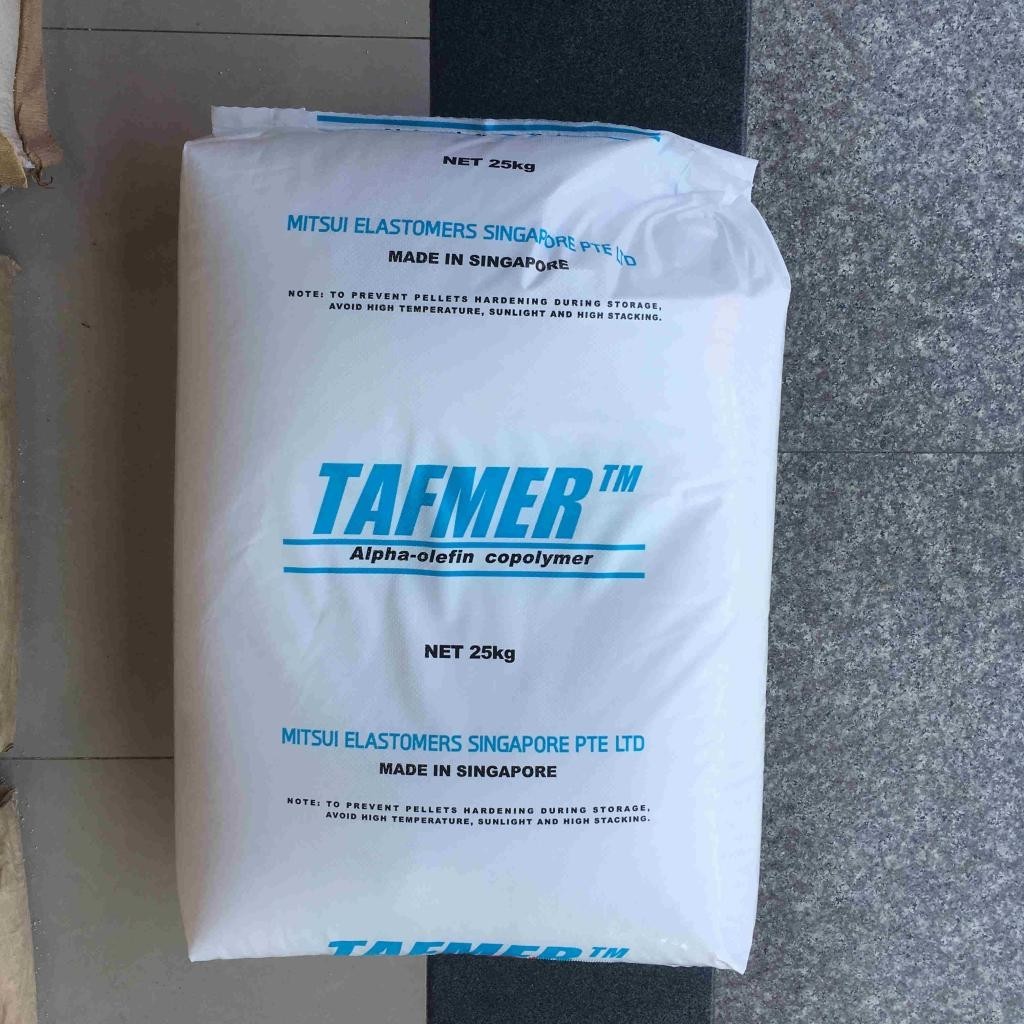 NET 25kg
MITSUI ELASTOMERS SINGAPORE PTE LTD
MADE IN SINGAPORE
NOTE: TO PREVENT PELLETS HARDENING DURING STORAGE,
AVOID HIGH TEMPERATURE, SUNLIGHT AND HIGH STACKING.
TAFMER™
Alpha-olefin copolymer
NET 25kg
MITSUI ELASTOMERS SINGAPORE PTE LTD
MADE IN SINGAPORE
NOTE: TO PREVENT PELLETS HARDENING DURING STORAGE,
AVOID HIGH TEMPERATURE, SUNLIGHT AND HIGH STACKING.
TAFMER™